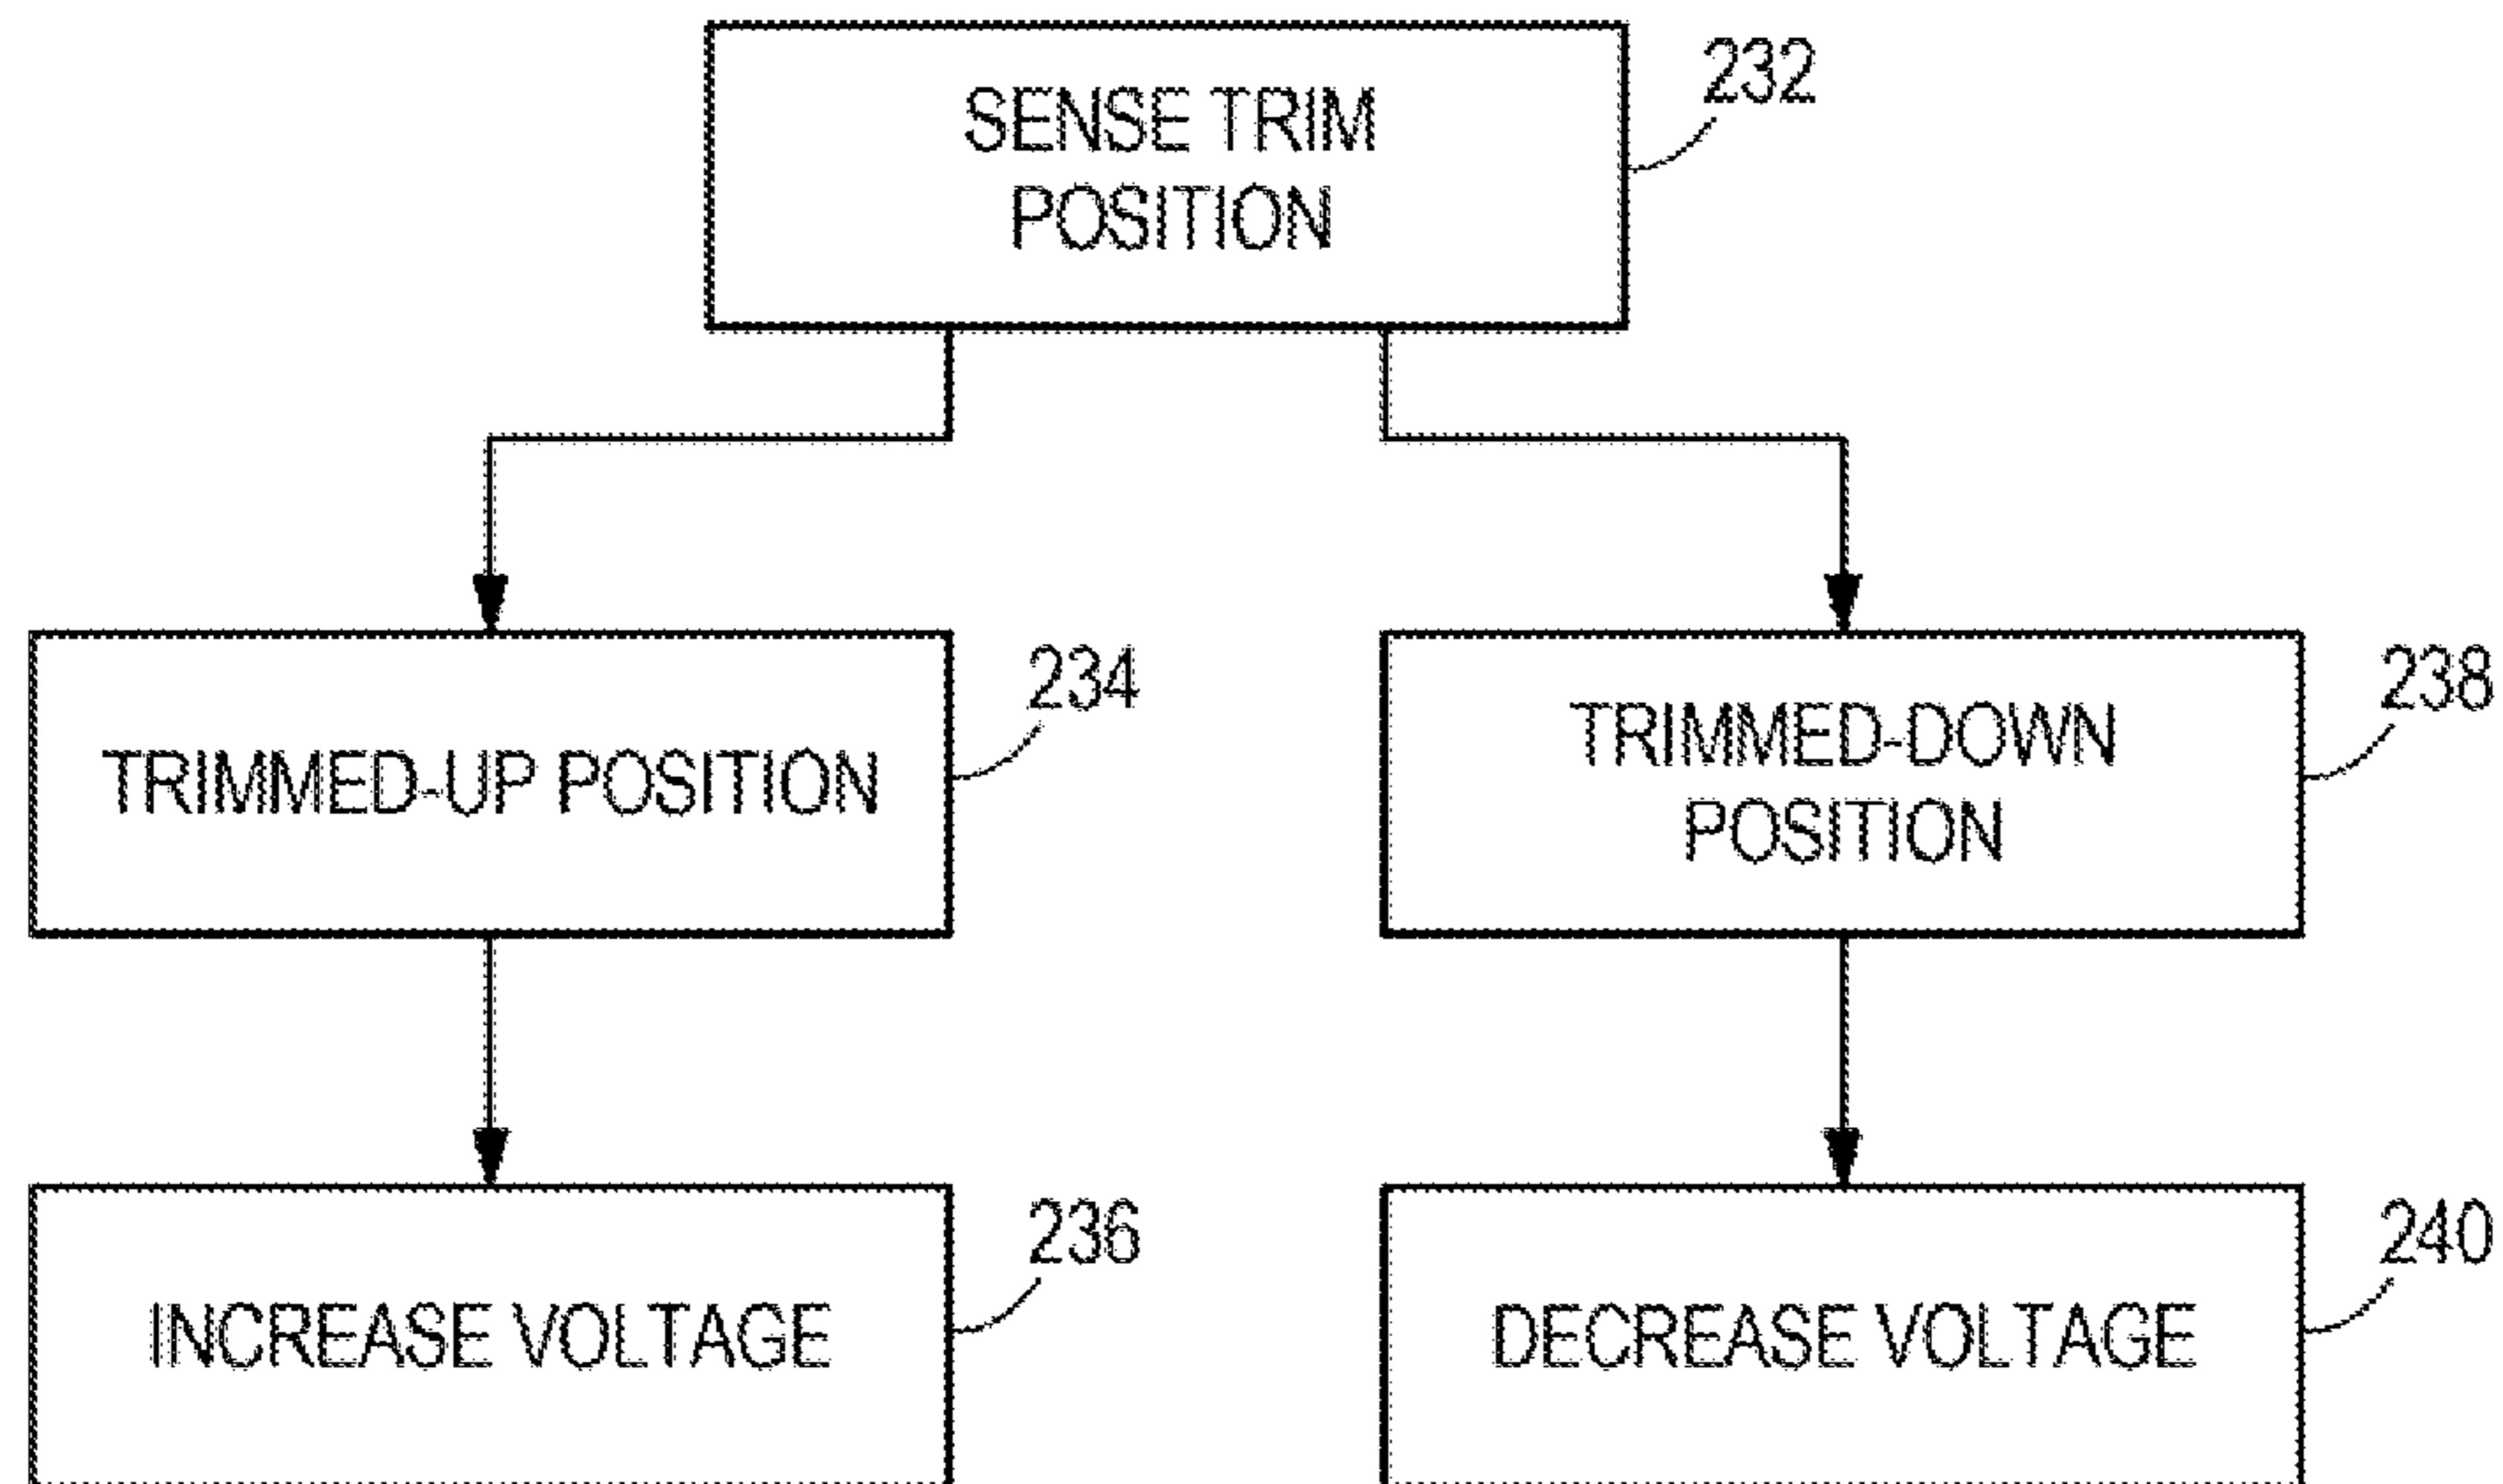 SENSE TRIM
POSITION
232
TRIMMED-UP POSITION
234
TRIMMED-DOWN
POSITION
238
INCREASE VOLTAGE
236
DECREASE VOLTAGE
240